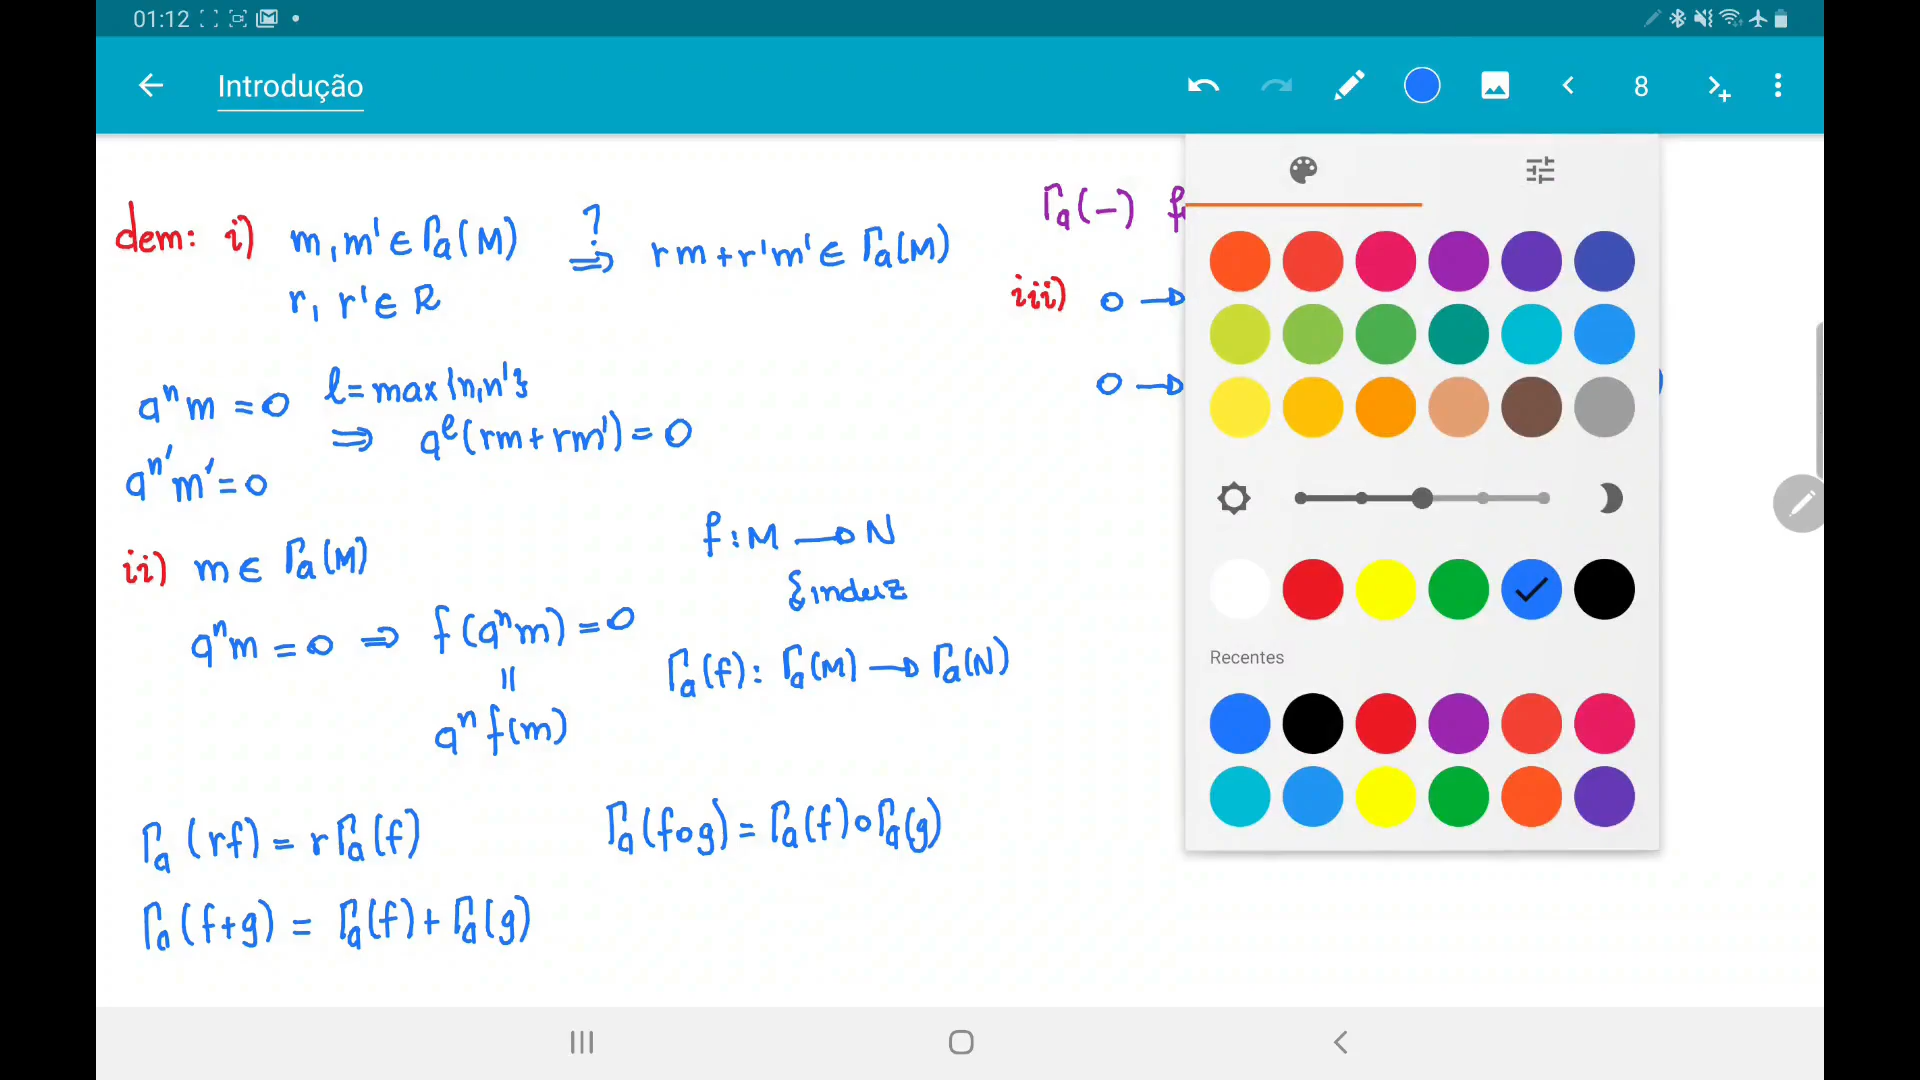 01:12
Introdução
8
dem: i) m, m' ∈ Γa(M) ?⇒ rm + r'm' ∈ Γa(M)
r, r' ∈ R
aⁿm = 0 l = max{n, n'}
⇒ aˡ(rm + rm') = 0
aⁿ'm' = 0
ii) m ∈ Γa(M)
aⁿm = 0 ⇒ f(aⁿm) = 0
||
aⁿf(m)
f: M → N
{ induz
Γa(f): Γa(M) → Γa(N)
Γa(rf) = rΓa(f)
Γa(fog) = Γa(f) o Γa(g)
Γa(f+g) = Γa(f) + Γa(g)
Γa(−)
iii) 0 →
0 →
Recentes